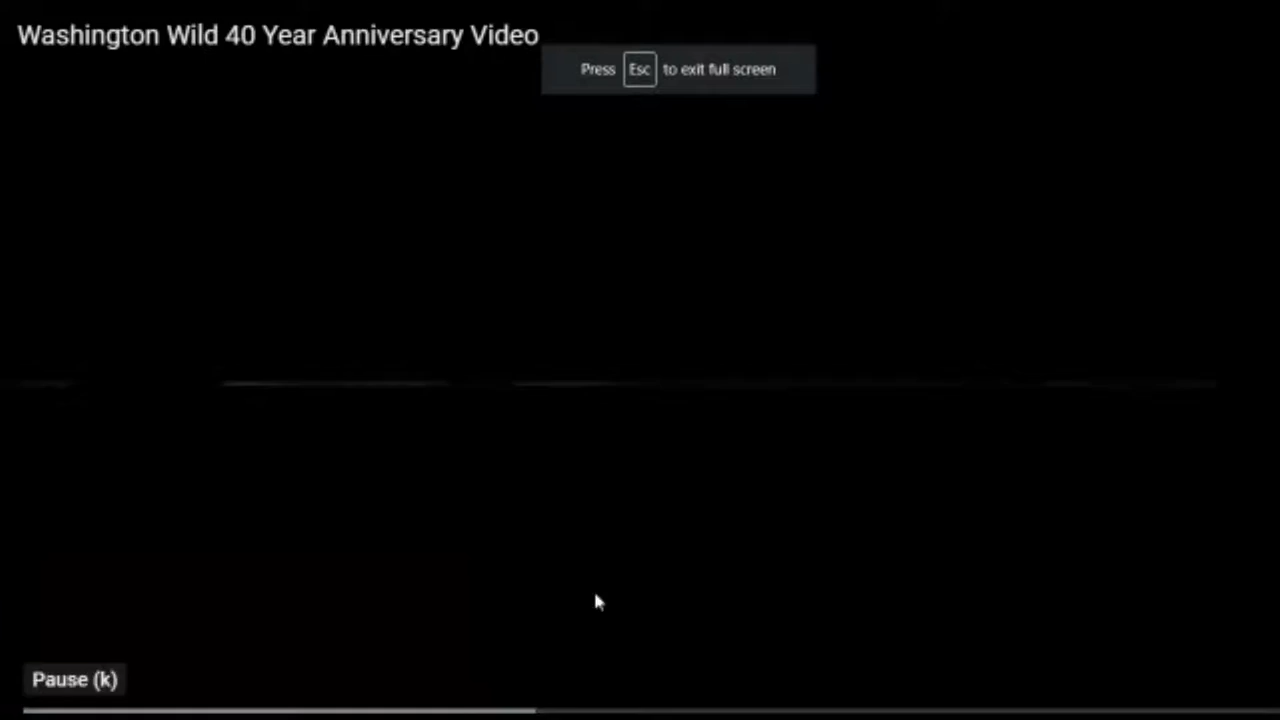 Washington Wild 40 Year Anniversary Video
Press Esc to exit full screen
Pause (k)